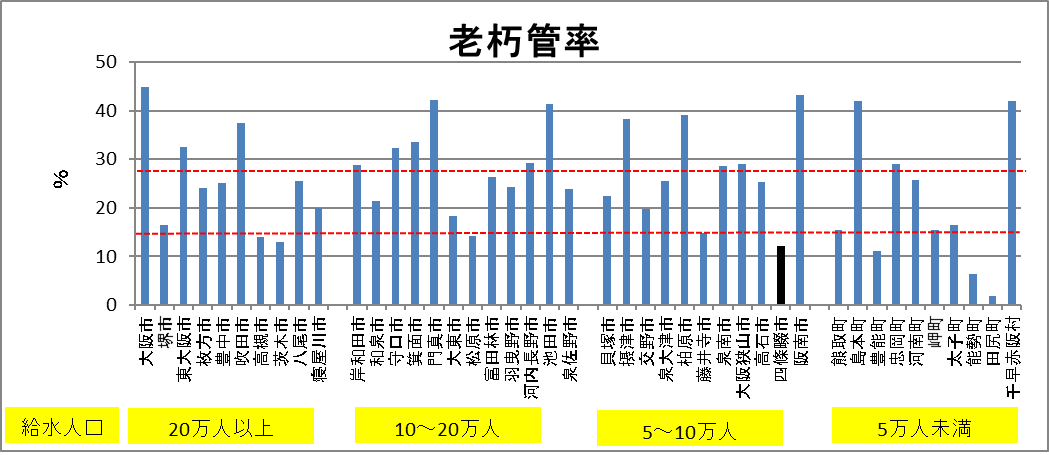 老朽管率
%
50
40
30
20
10
0
大阪市
堺市
東大阪市
枚方市
豊中市
吹田市
高槻市
茨木市
八尾市
寝屋川市
岸和田市
和泉市
守口市
箕面市
門真市
大東市
松原市
富田林市
羽曳野市
河内長野市
池田市
泉佐野市
貝塚市
摂津市
交野市
泉大津市
柏原市
藤井寺市
泉南市
大阪狭山市
高石市
四條畷市
阪南市
熊取町
島本町
豊能町
忠岡町
河南町
岬町
太子町
能勢町
田尻町
千早赤阪村
給水人口
20万人以上
10～20万人
5～10万人
5万人未満